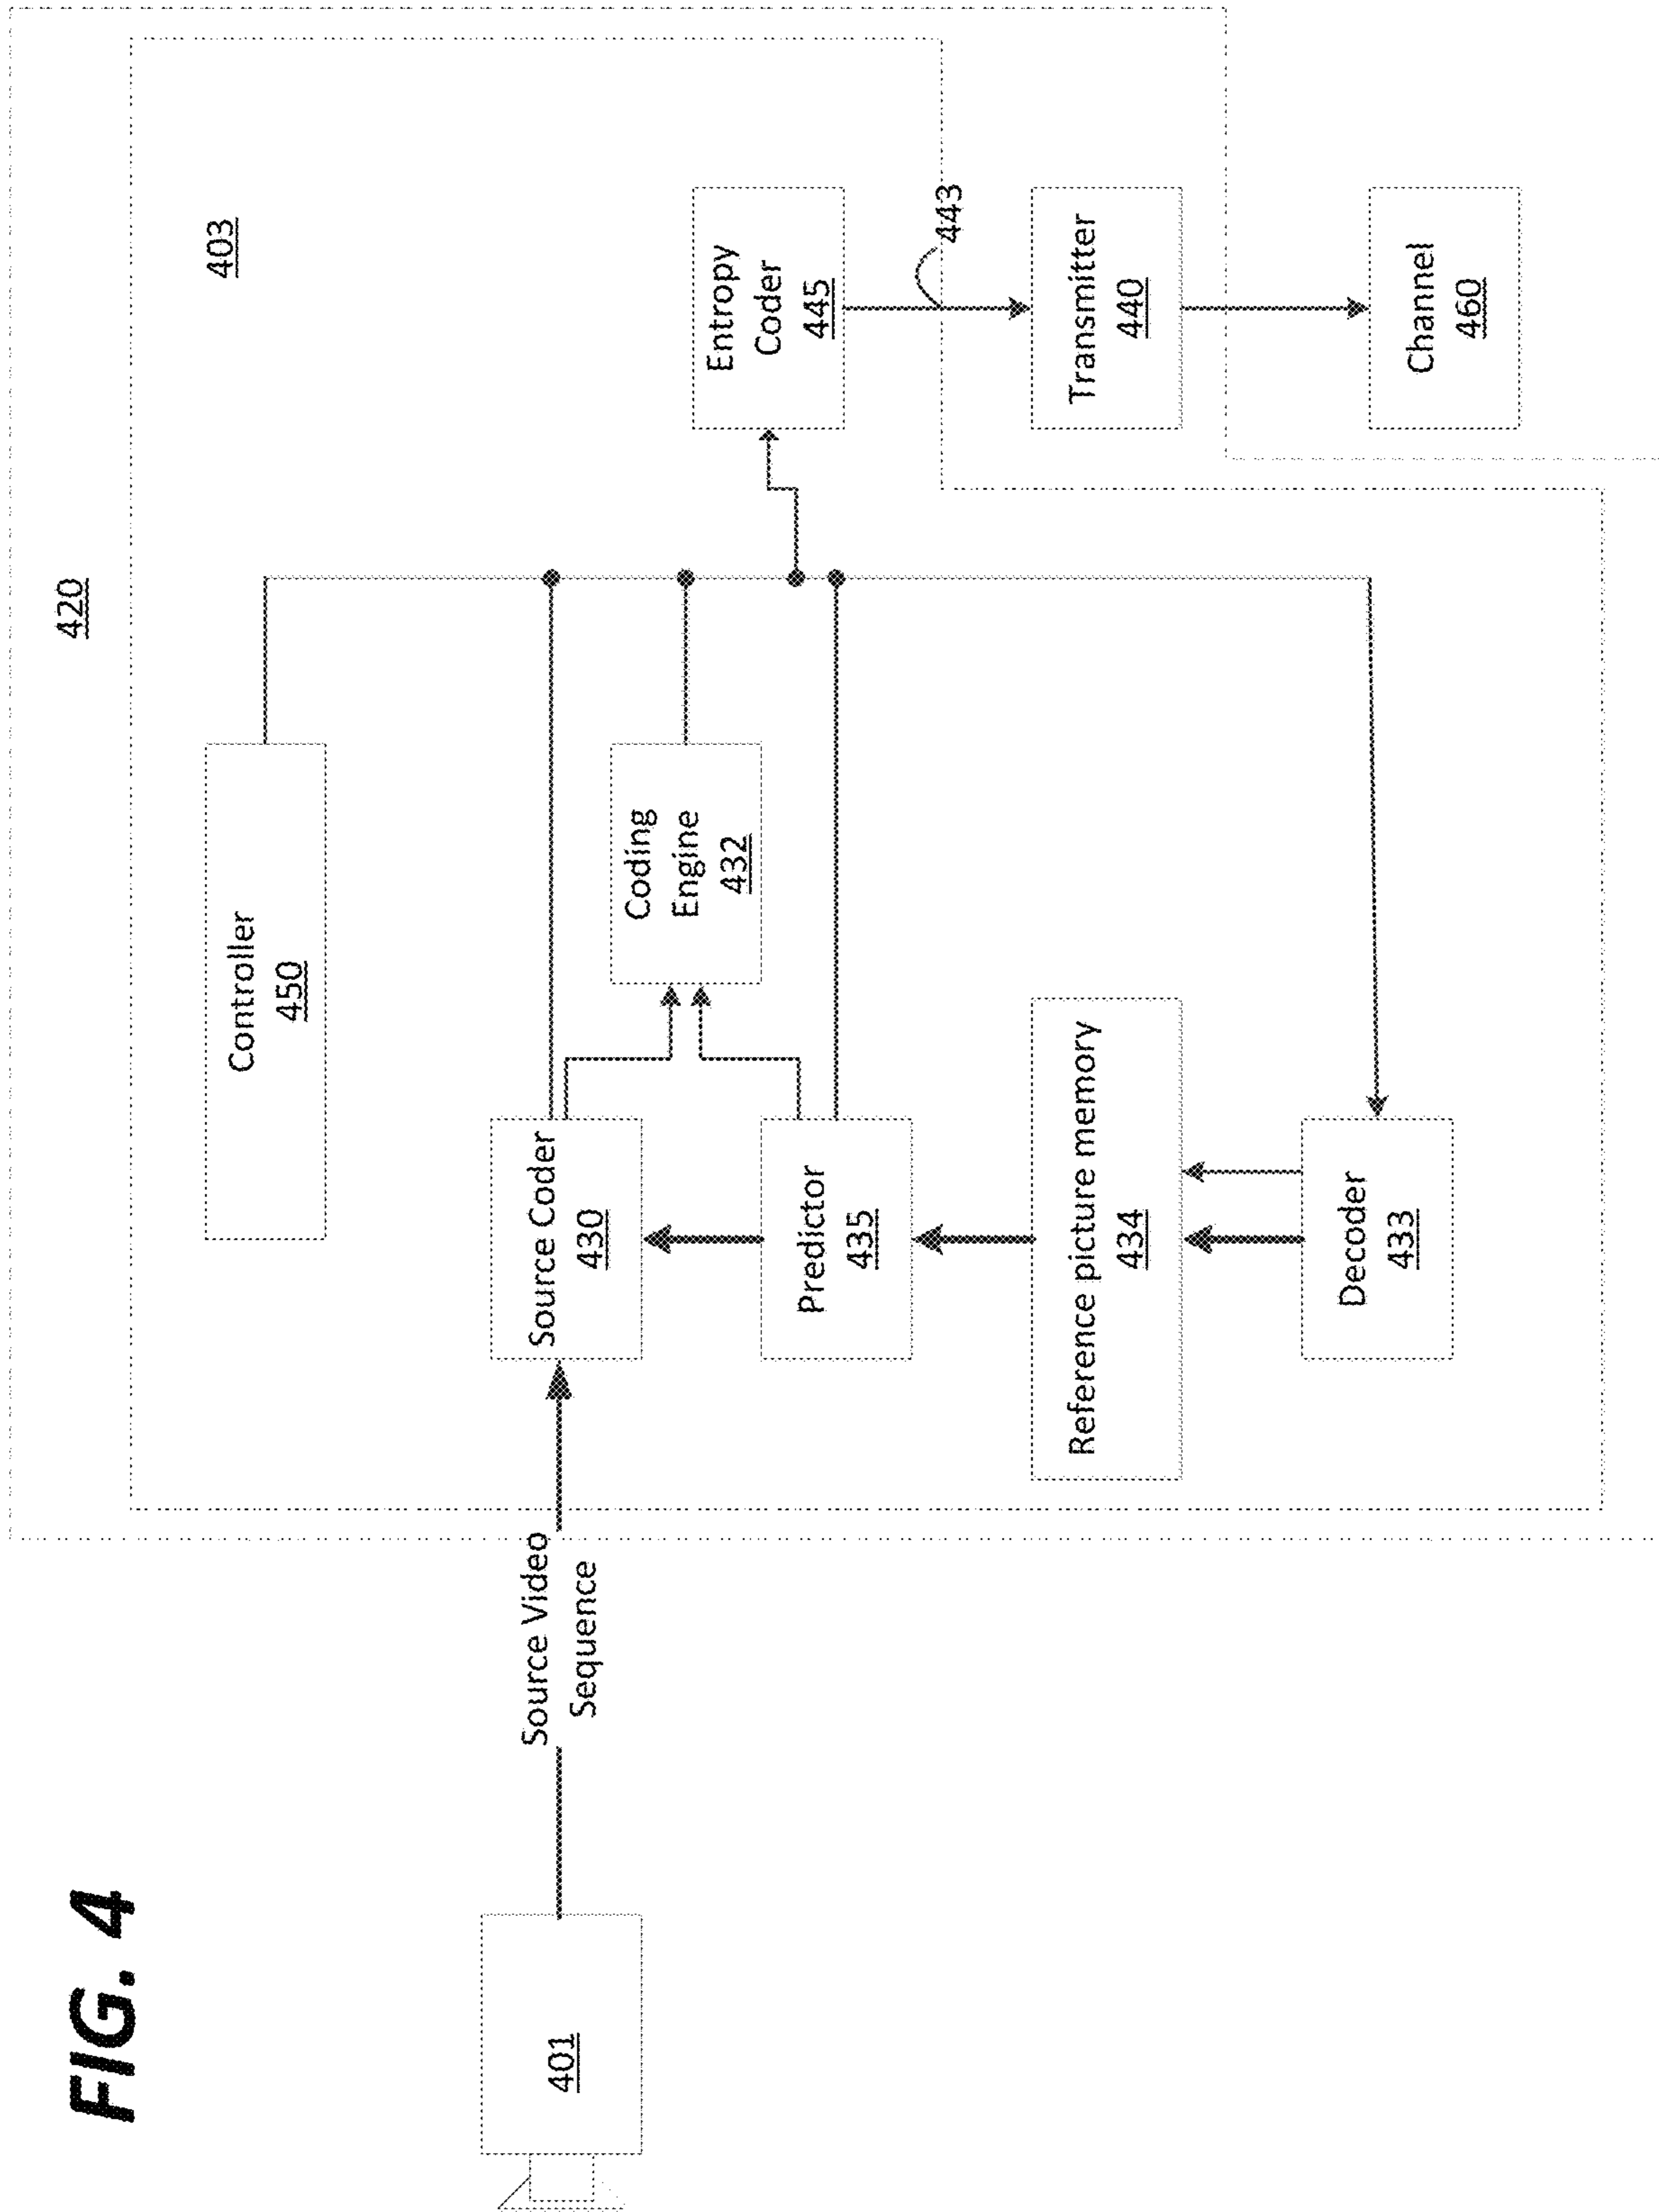 FIG. 4
420
403
Controller
450
401
Source Video
Sequence
Source Coder
430
Coding
Engine
432
Entropy
Coder
445
443
Predictor
435
Reference picture memory
434
Transmitter
440
Decoder
433
Channel
460